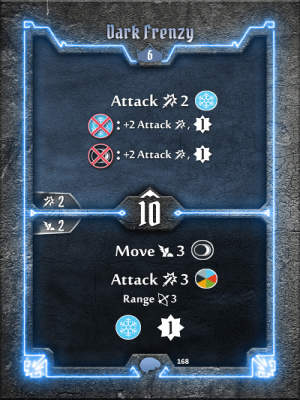 Dark Frenzy
6
Attack 2
: +2 Attack , 1
: +2 Attack , 1
2
10
2
Move 3
Attack 3
Range 3
1
168